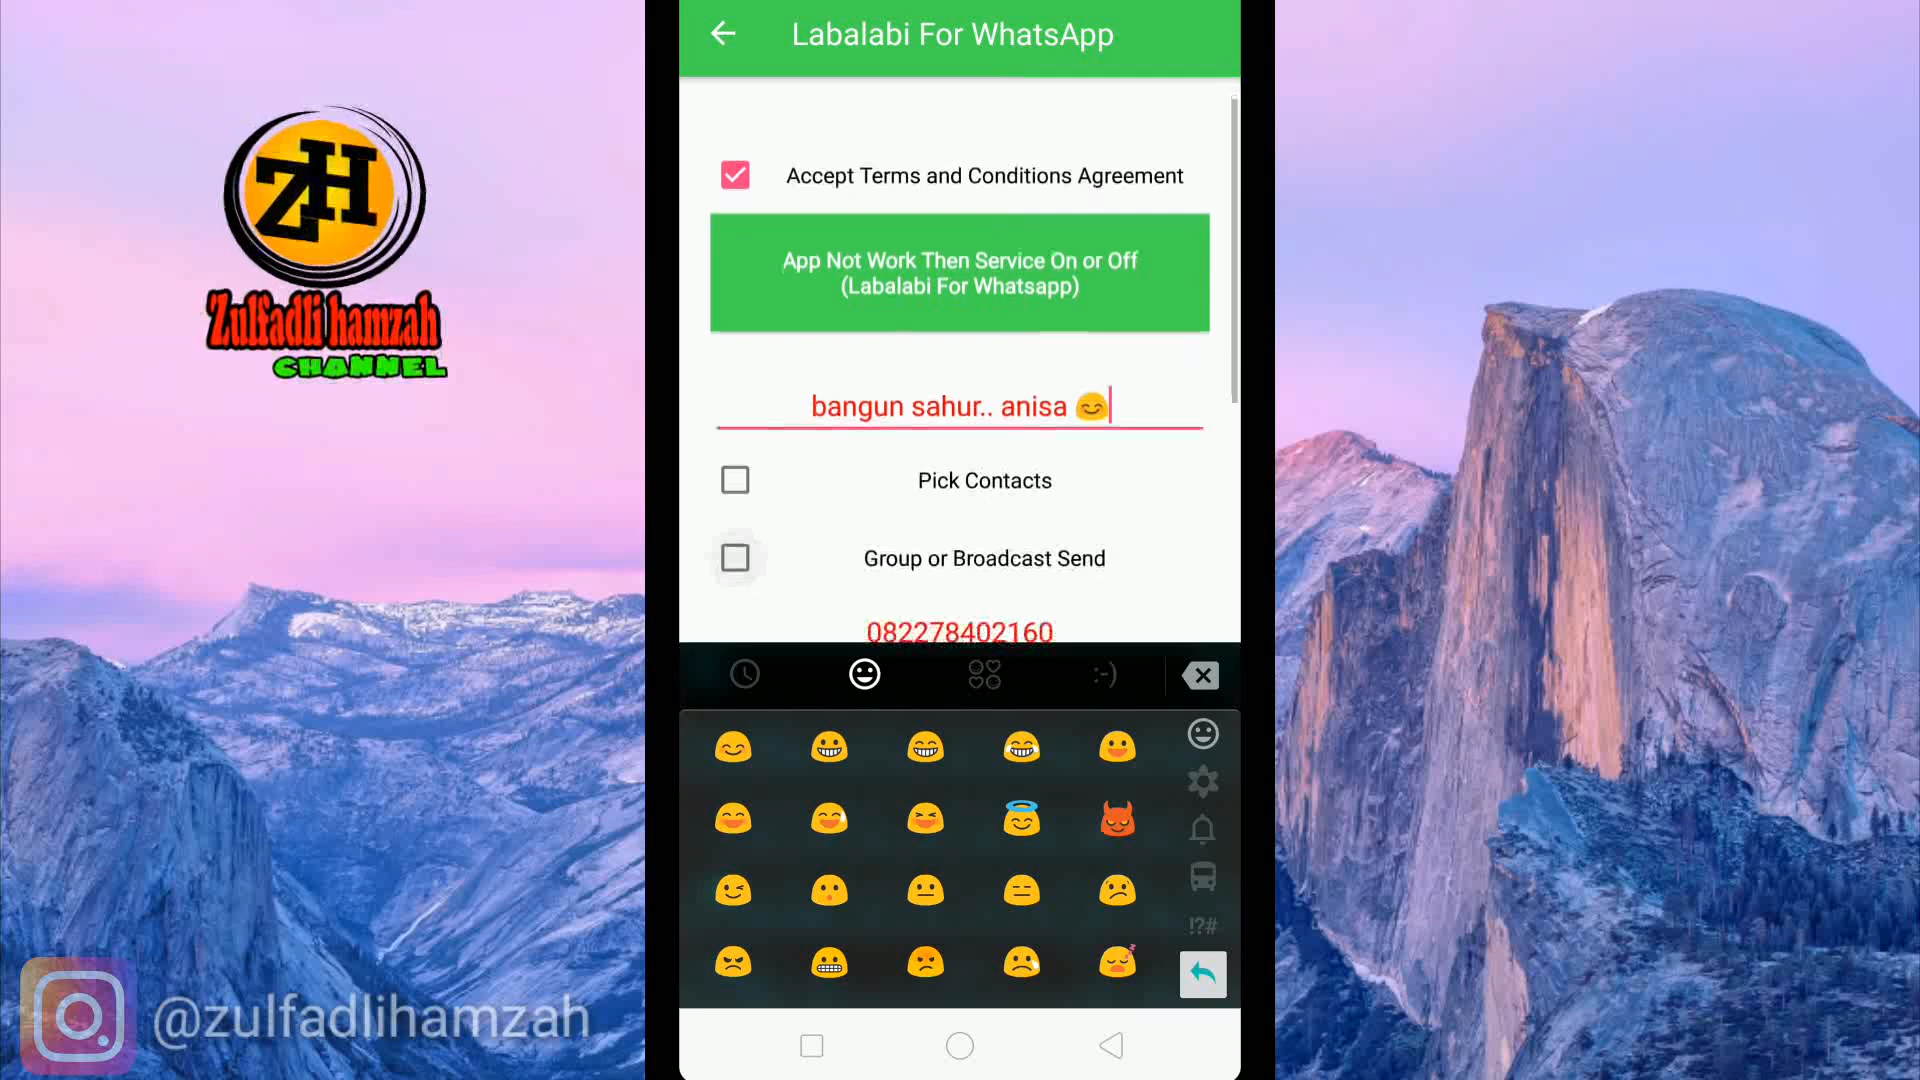 ZH
Zulfadli hamzah
CHANNEL
@zulfadlihamzah
Labalabi For WhatsApp
Accept Terms and Conditions Agreement
App Not Work Then Service On or Off
(Labalabi For Whatsapp)
bangun sahur.. anisa 😊
Pick Contacts
Group or Broadcast Send
082278402160
:-)
!?#